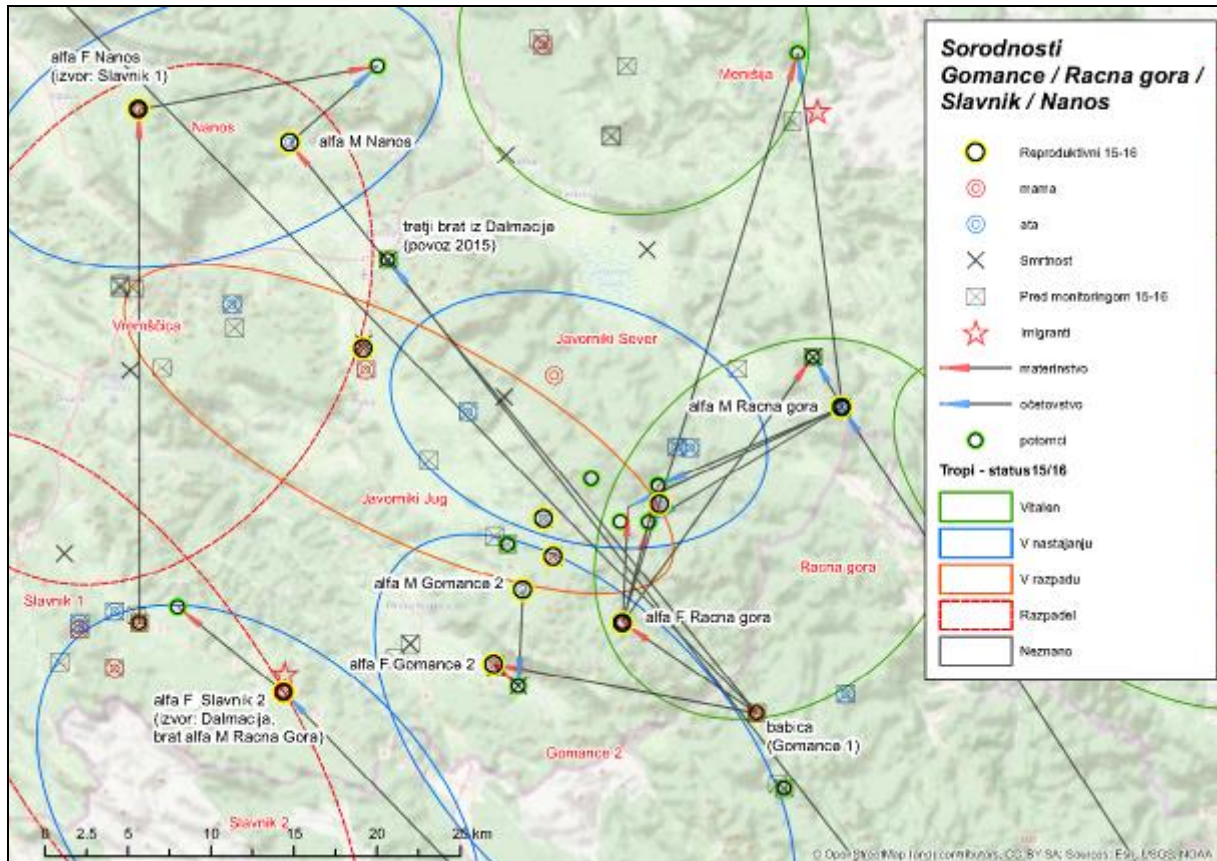 alfa F Nanos
(izvor: Slavnik 1)
Nanos
alfa M Nanos
Menišija
tretji brat iz Dalmacije
(povoz 2015)
Vremščica
Javorniki Sever
alfa M Racna gora
Javorniki Jug
Racna gora
alfa M Gomance 2
alfa F Racna gora
Slavnik 1
alfa F Gomance 2
alfa F Slavnik 2
(izvor: Dalmacija,
brat alfa M Racna Gora)
babica
(Gomance 1)
Gomance 2
Slavnik 2
0 2.5 5 10 15 20 25 km
Sorodnosti
Gomance / Racna gora /
Slavnik / Nanos
Reproduktivni 15-16
mama
ata
Smrtnost
Pred monitoringom 15-16
Imigranti
materinstvo
očetovstvo
potomci
Tropi - status 15/16
Vitalen
V nastajanju
V razpadu
Razpadel
Neznano
© OpenStreetMap (and) contributors, CC BY-SA, Sources: Esri, USGS, NOAA